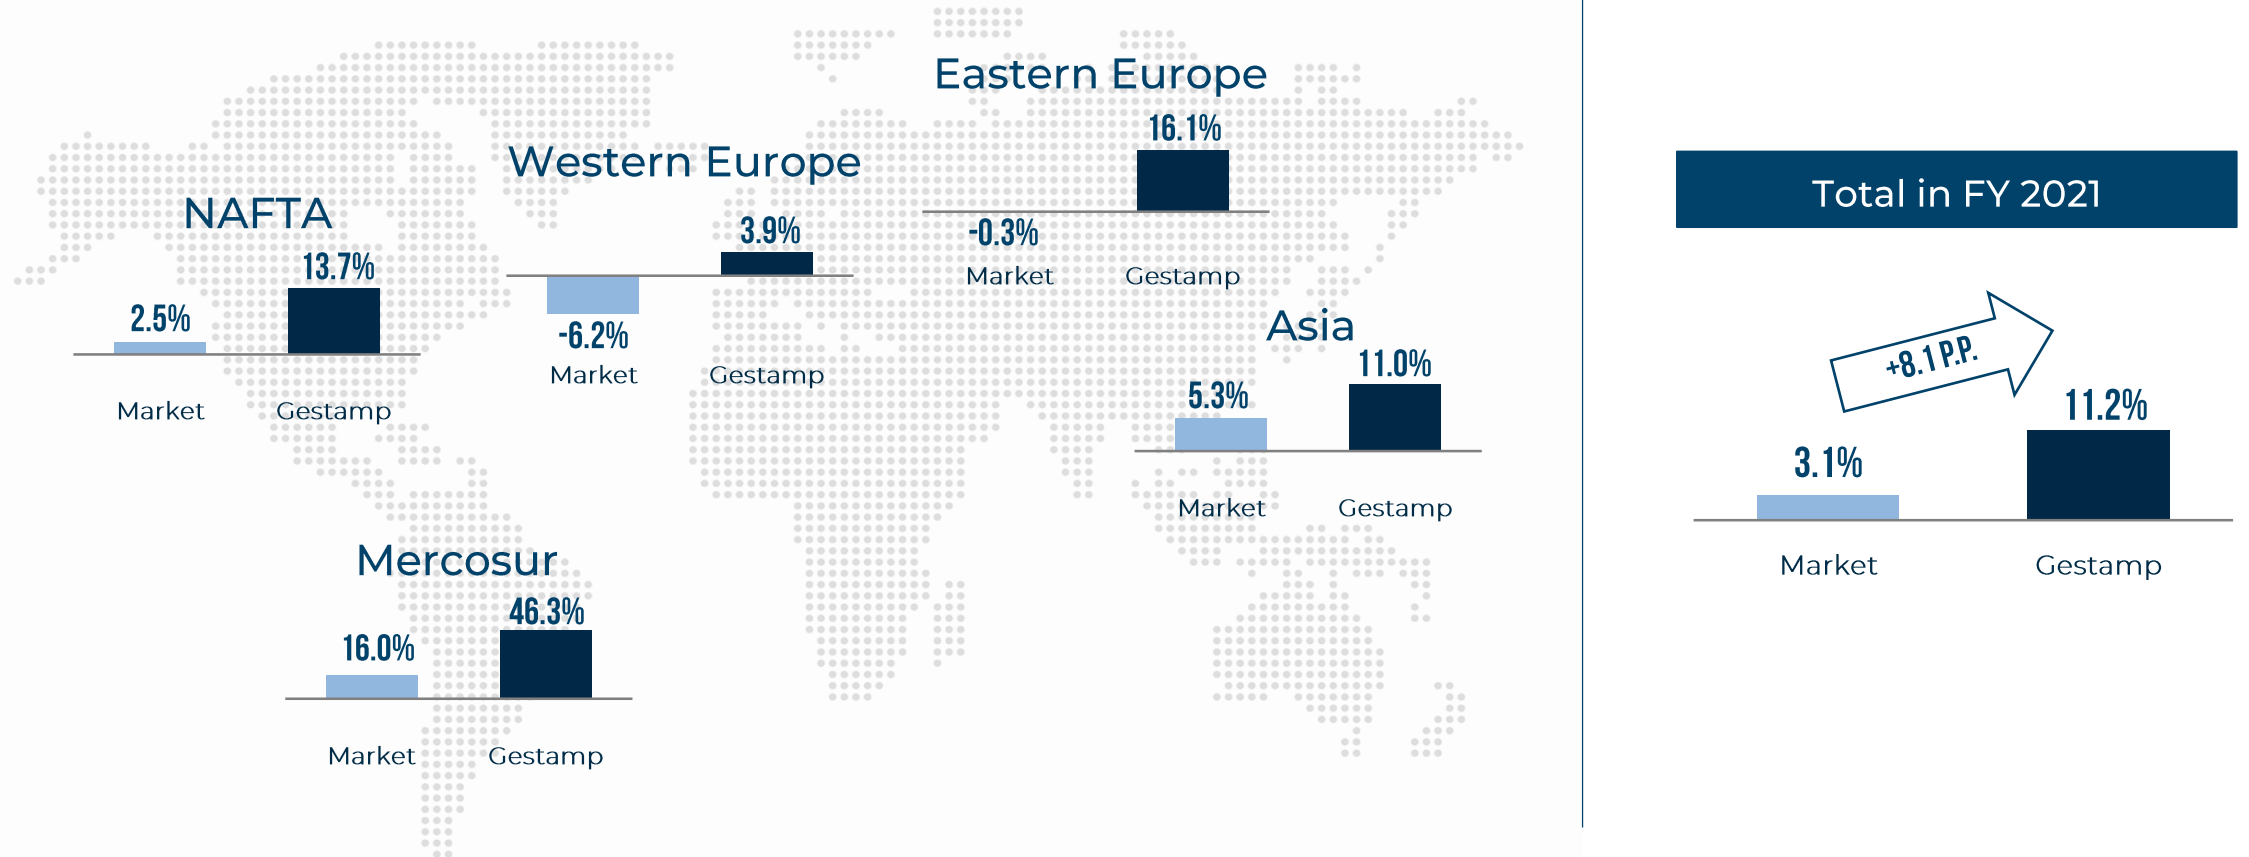 Eastern Europe
16.1%
-0.3%
Market Gestamp
Western Europe
3.9%
-6.2%
Market Gestamp
NAFTA
13.7%
2.5%
Market Gestamp
Asia
11.0%
5.3%
Market Gestamp
Mercosur
46.3%
16.0%
Market Gestamp
Total in FY 2021
+8.1 P.P.
11.2%
3.1%
Market Gestamp